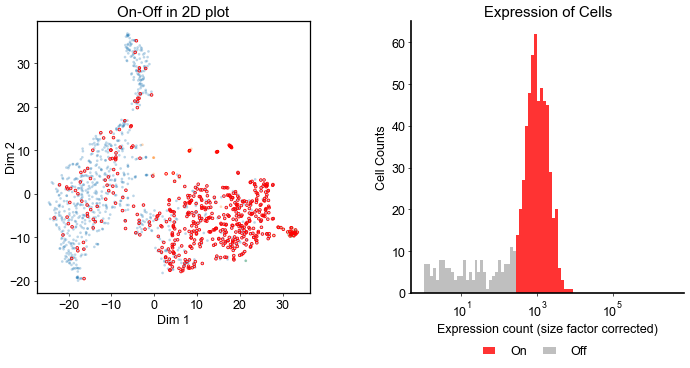 On-Off in 2D plot
Dim 2
30
20
10
0
−10
−20
−20
−10
0
10
20
30
Dim 1
Expression of Cells
Cell Counts
60
50
40
30
20
10
0
10^1
10^3
10^5
Expression count (size factor corrected)
On
Off